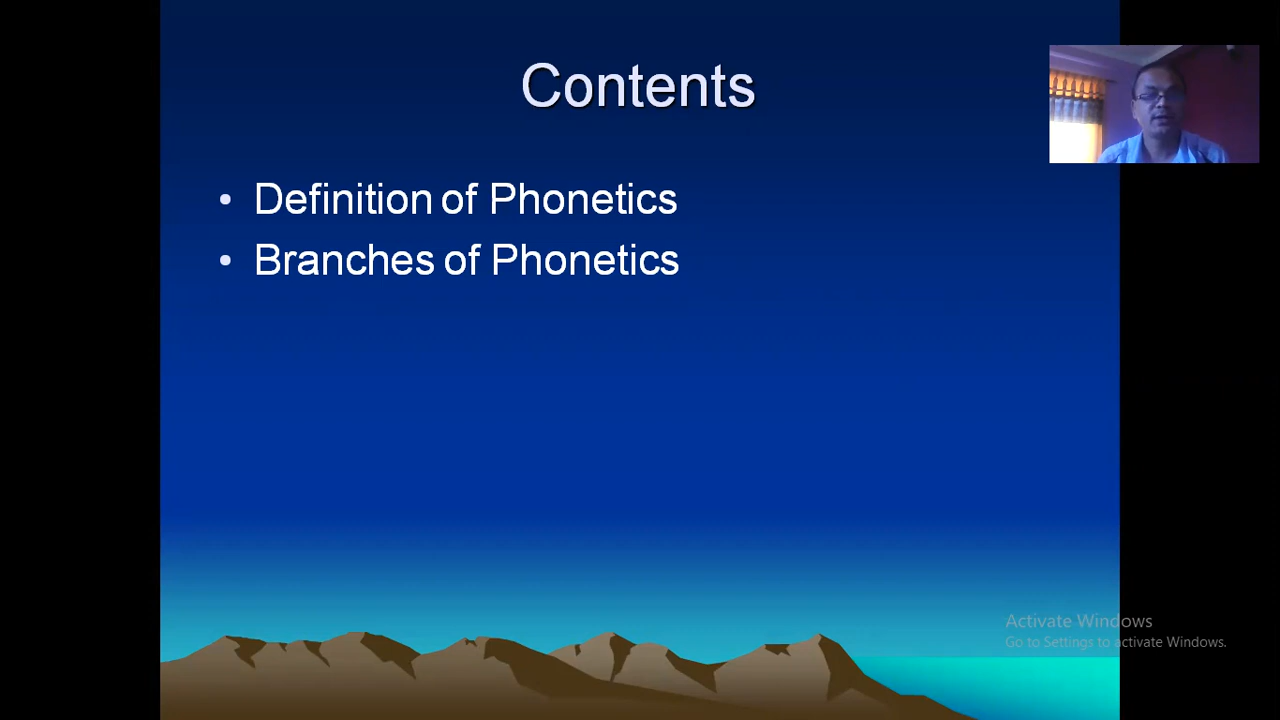 Contents
• Definition of Phonetics
• Branches of Phonetics
Activate Windows
Go to Settings to activate Windows.